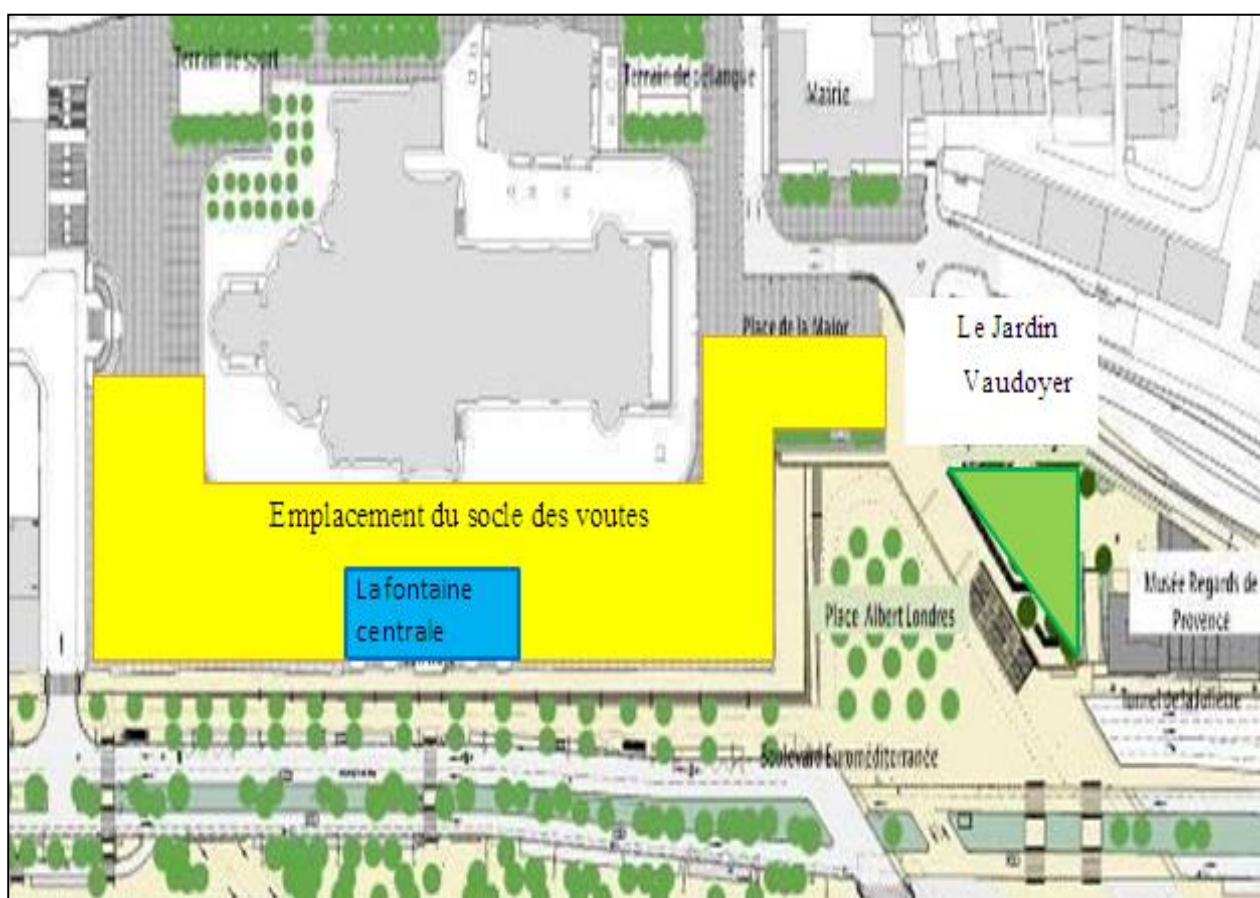 Terrain de sport
Terrain de pétanque
Mairie
Place de la Major
Le Jardin
Vaudoyer
Emplacement du socle des voutes
La fontaine
centrale
Place Albert Londres
Musée Regards de
Provence
Tunnel de la Joliette
Boulevard Euroméditerranée